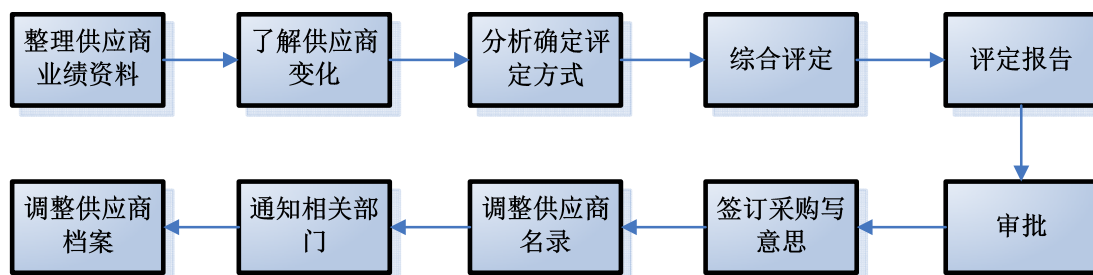 整理供应商
业绩资料
了解供应商
变化
分析确定评
定方式
综合评定
评定报告
审批
签订采购写
意思
调整供应商
名录
通知相关部
门
调整供应商
档案